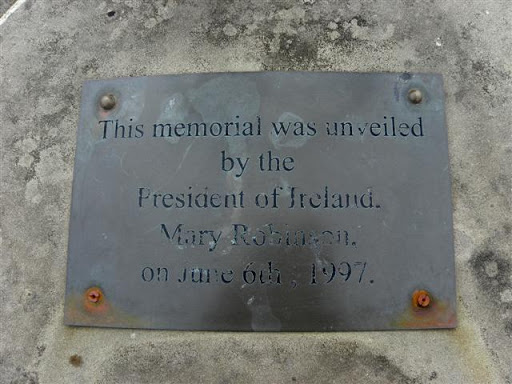 This memorial was unveiled
by the
President of Ireland.
Mary Robinson.
on June 6th , 1997.